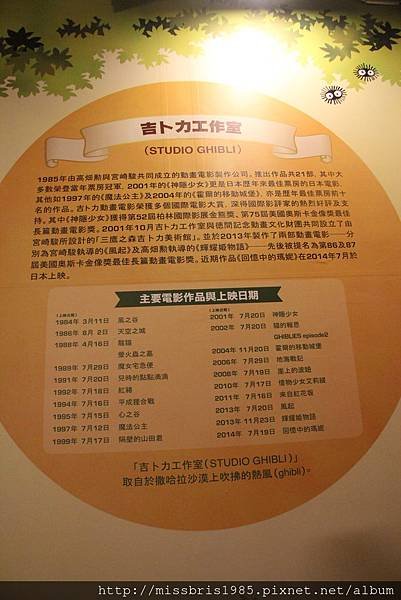 吉卜力工作室
(STUDIO GHIBLI)
1985年由高畑勲與宮崎駿共同成立的動畫電影製作公司。推出作品共21部，其中大
多數榮登當年票房冠軍，2001年的《神隱少女》更是日本歷年來最佳票房的日本電影，
其他如1997年的《魔法公主》及2004年的《霍爾的移動城堡》，亦是歷年最佳票房前十
名的作品。吉卜力動畫電影榮獲多個國際影展大賞，深得國際影評家的熱烈好評及支
持。其中《神隱少女》獲得第52屆柏林國際影展金熊獎、第75屆美國奧斯卡金像獎最佳長
篇動畫電影獎。2001年10月吉卜力工作室與德間記念動畫文化財團共同設立了由
宮崎駿所設計的「三鷹之森吉卜力美術館」。並於2013年製作了兩部動畫電影——分
別為宮崎駿執導的《風起》及高畑勲執導的《輝耀姬物語》——先後被提名為第86及87
屆美國奧斯卡金像獎最佳長篇動畫電影獎。近期作品《回憶中的瑪妮》在2014年7月於
日本上映。
主要電影作品與上映日期
(上映日期)
1984年 3月11日 風之谷
1986年 8月 2日 天空之城
1988年 4月16日 龍貓
螢火蟲之墓
1989年 7月29日 魔女宅急便
1991年 7月20日 兒時的點點滴滴
1992年 7月18日 紅豬
1994年 7月16日 平成狸合戰
1995年 7月15日 心之谷
1997年 7月12日 魔法公主
1999年 7月17日 隔壁的山田君
(上映日期)
2001年 7月20日 神隱少女
2002年 7月20日 貓的報恩
GHIBLIES episode2
2004年 11月20日 霍爾的移動城堡
2006年 7月29日 地海戰記
2008年 7月19日 崖上的波妞
2010年 7月17日 借物少女艾莉緹
2011年 7月16日 來自紅花坂
2013年 7月20日 風起
2013年 11月23日 輝耀姬物語
2014年 7月19日 回憶中的瑪妮
「吉卜力工作室(STUDIO GHIBLI)」
取自於撒哈拉沙漠上吹拂的熱風(ghibli)。
http://missbris1985.pixnet.net/album